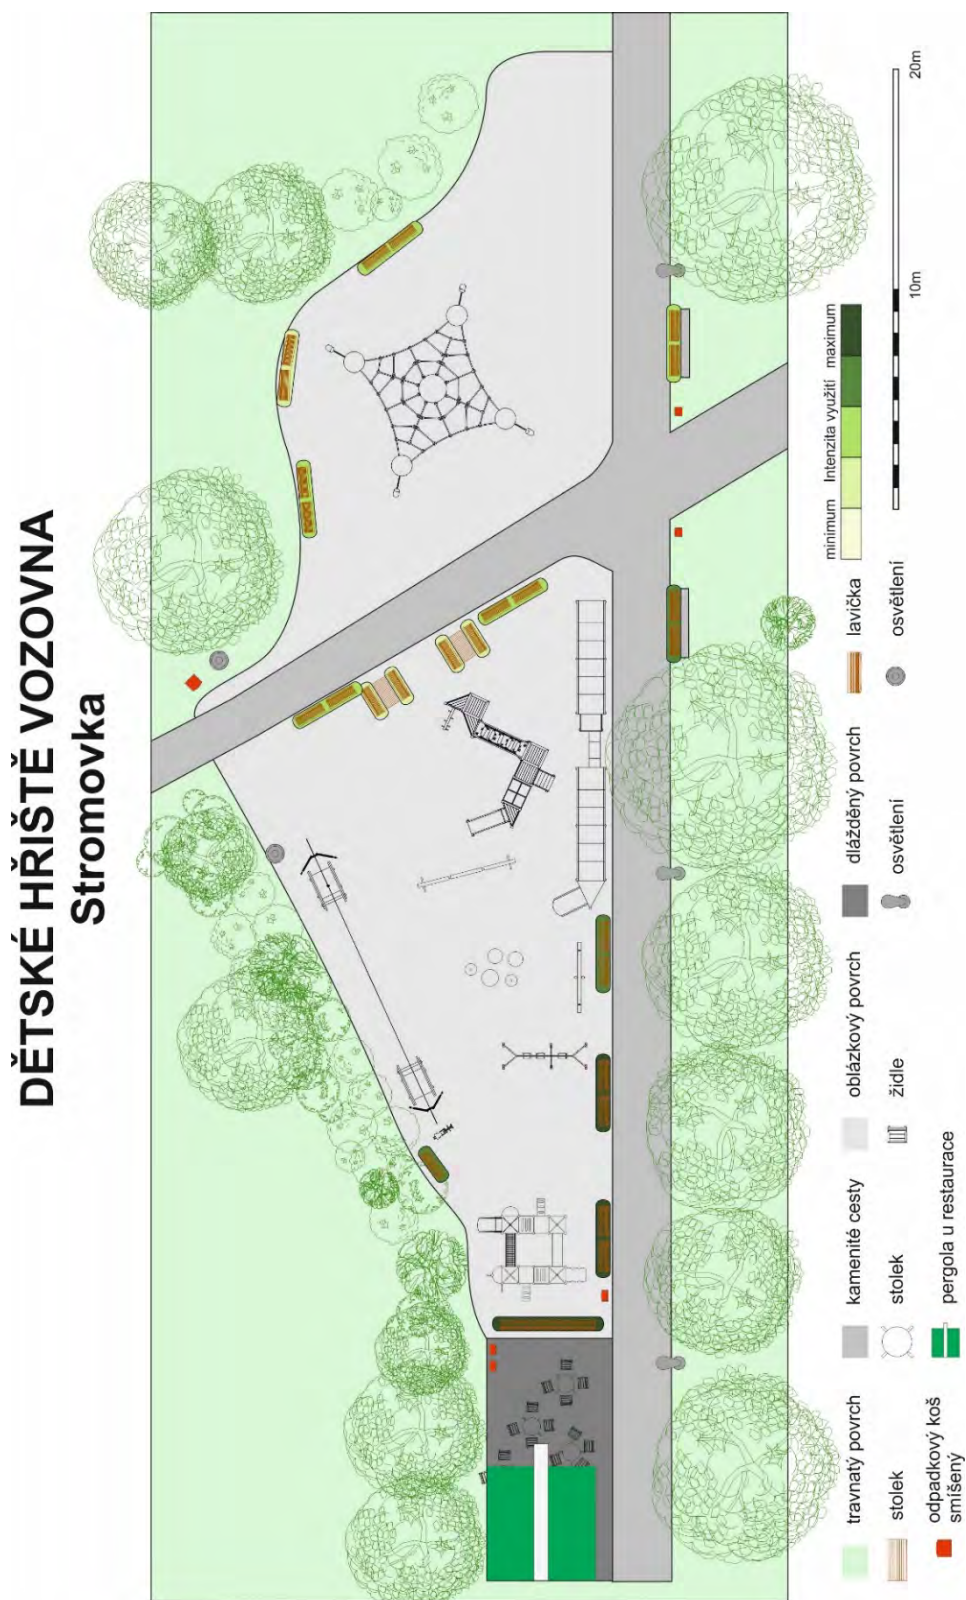 DĚTSKÉ HŘIŠTĚ VOZOVNA
Stromovka
travnatý povrch
kamenité cesty
oblázkový povrch
dlážděný povrch
lavička
minimum
Intenzita využití
maximum
stolek
stolek
židle
osvětlení
osvětlení
10m
20m
odpadkový koš
smíšený
pergola u restaurace